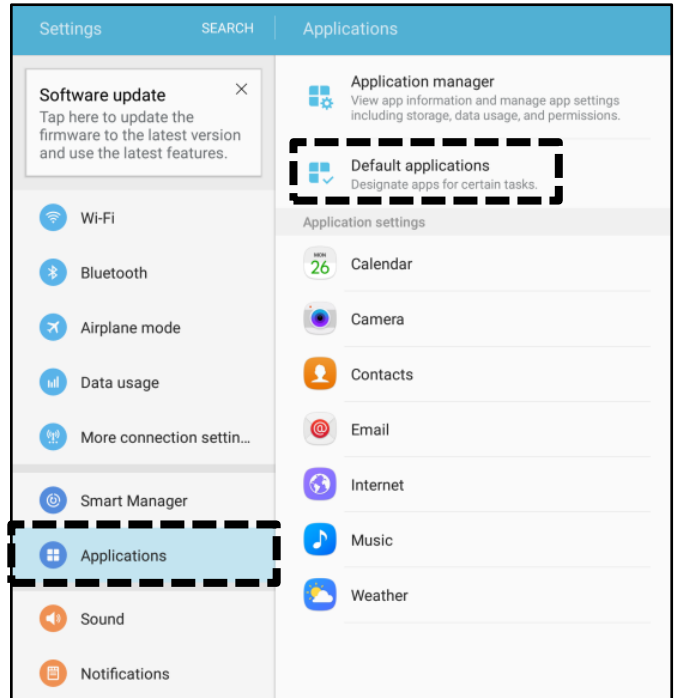 Settings
SEARCH
Software update
Tap here to update the
firmware to the latest version
and use the latest features.
Wi-Fi
Bluetooth
Airplane mode
Data usage
More connection settin...
Smart Manager
Applications
Sound
Notifications
Applications
Application manager
View app information and manage app settings
including storage, data usage, and permissions.
Default applications
Designate apps for certain tasks.
Application settings
MON
26
Calendar
Camera
Contacts
@
Email
Internet
Music
Weather